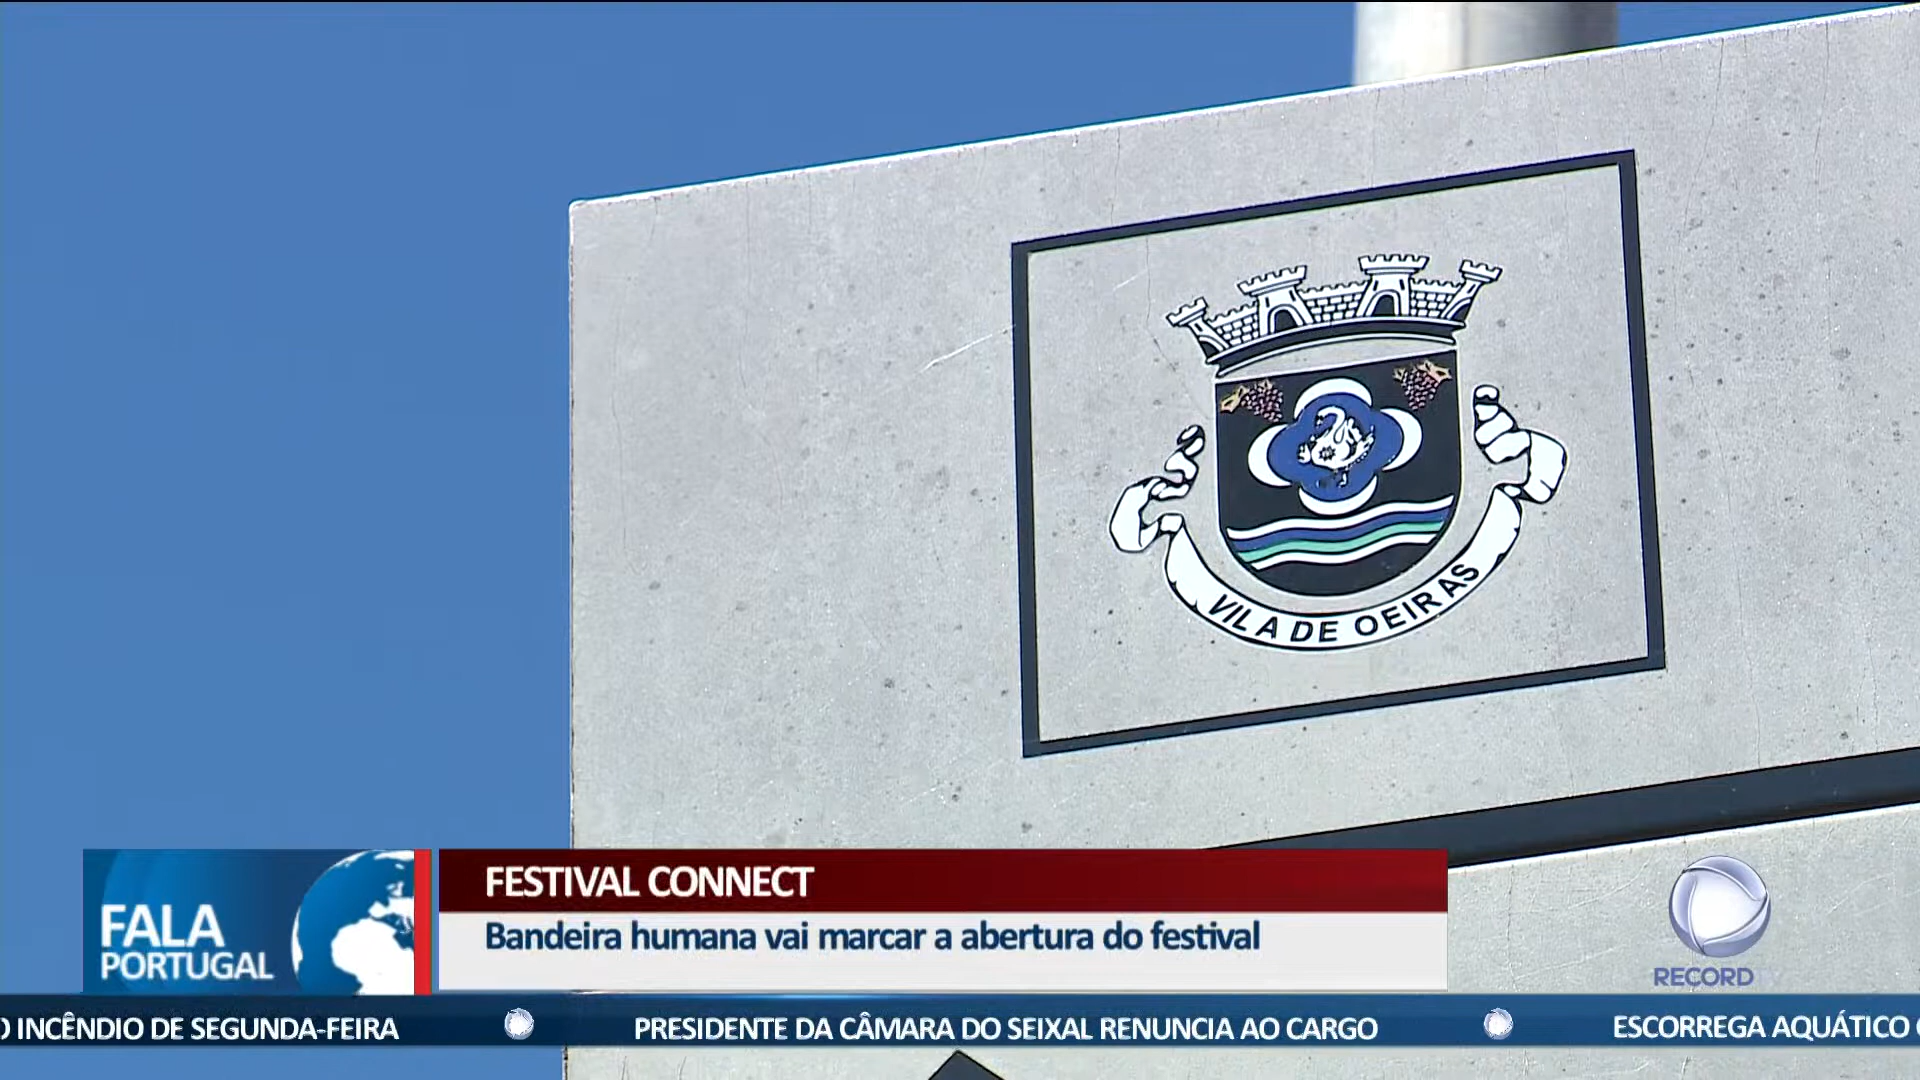 VILA DE OEIRAS
FESTIVAL CONNECT
Bandeira humana vai marcar a abertura do festival
FALA
PORTUGAL
RECORD
INCÊNDIO DE SEGUNDA-FEIRA
PRESIDENTE DA CÂMARA DO SEIXAL RENUNCIA AO CARGO
ESCORREGA AQUÁTICO